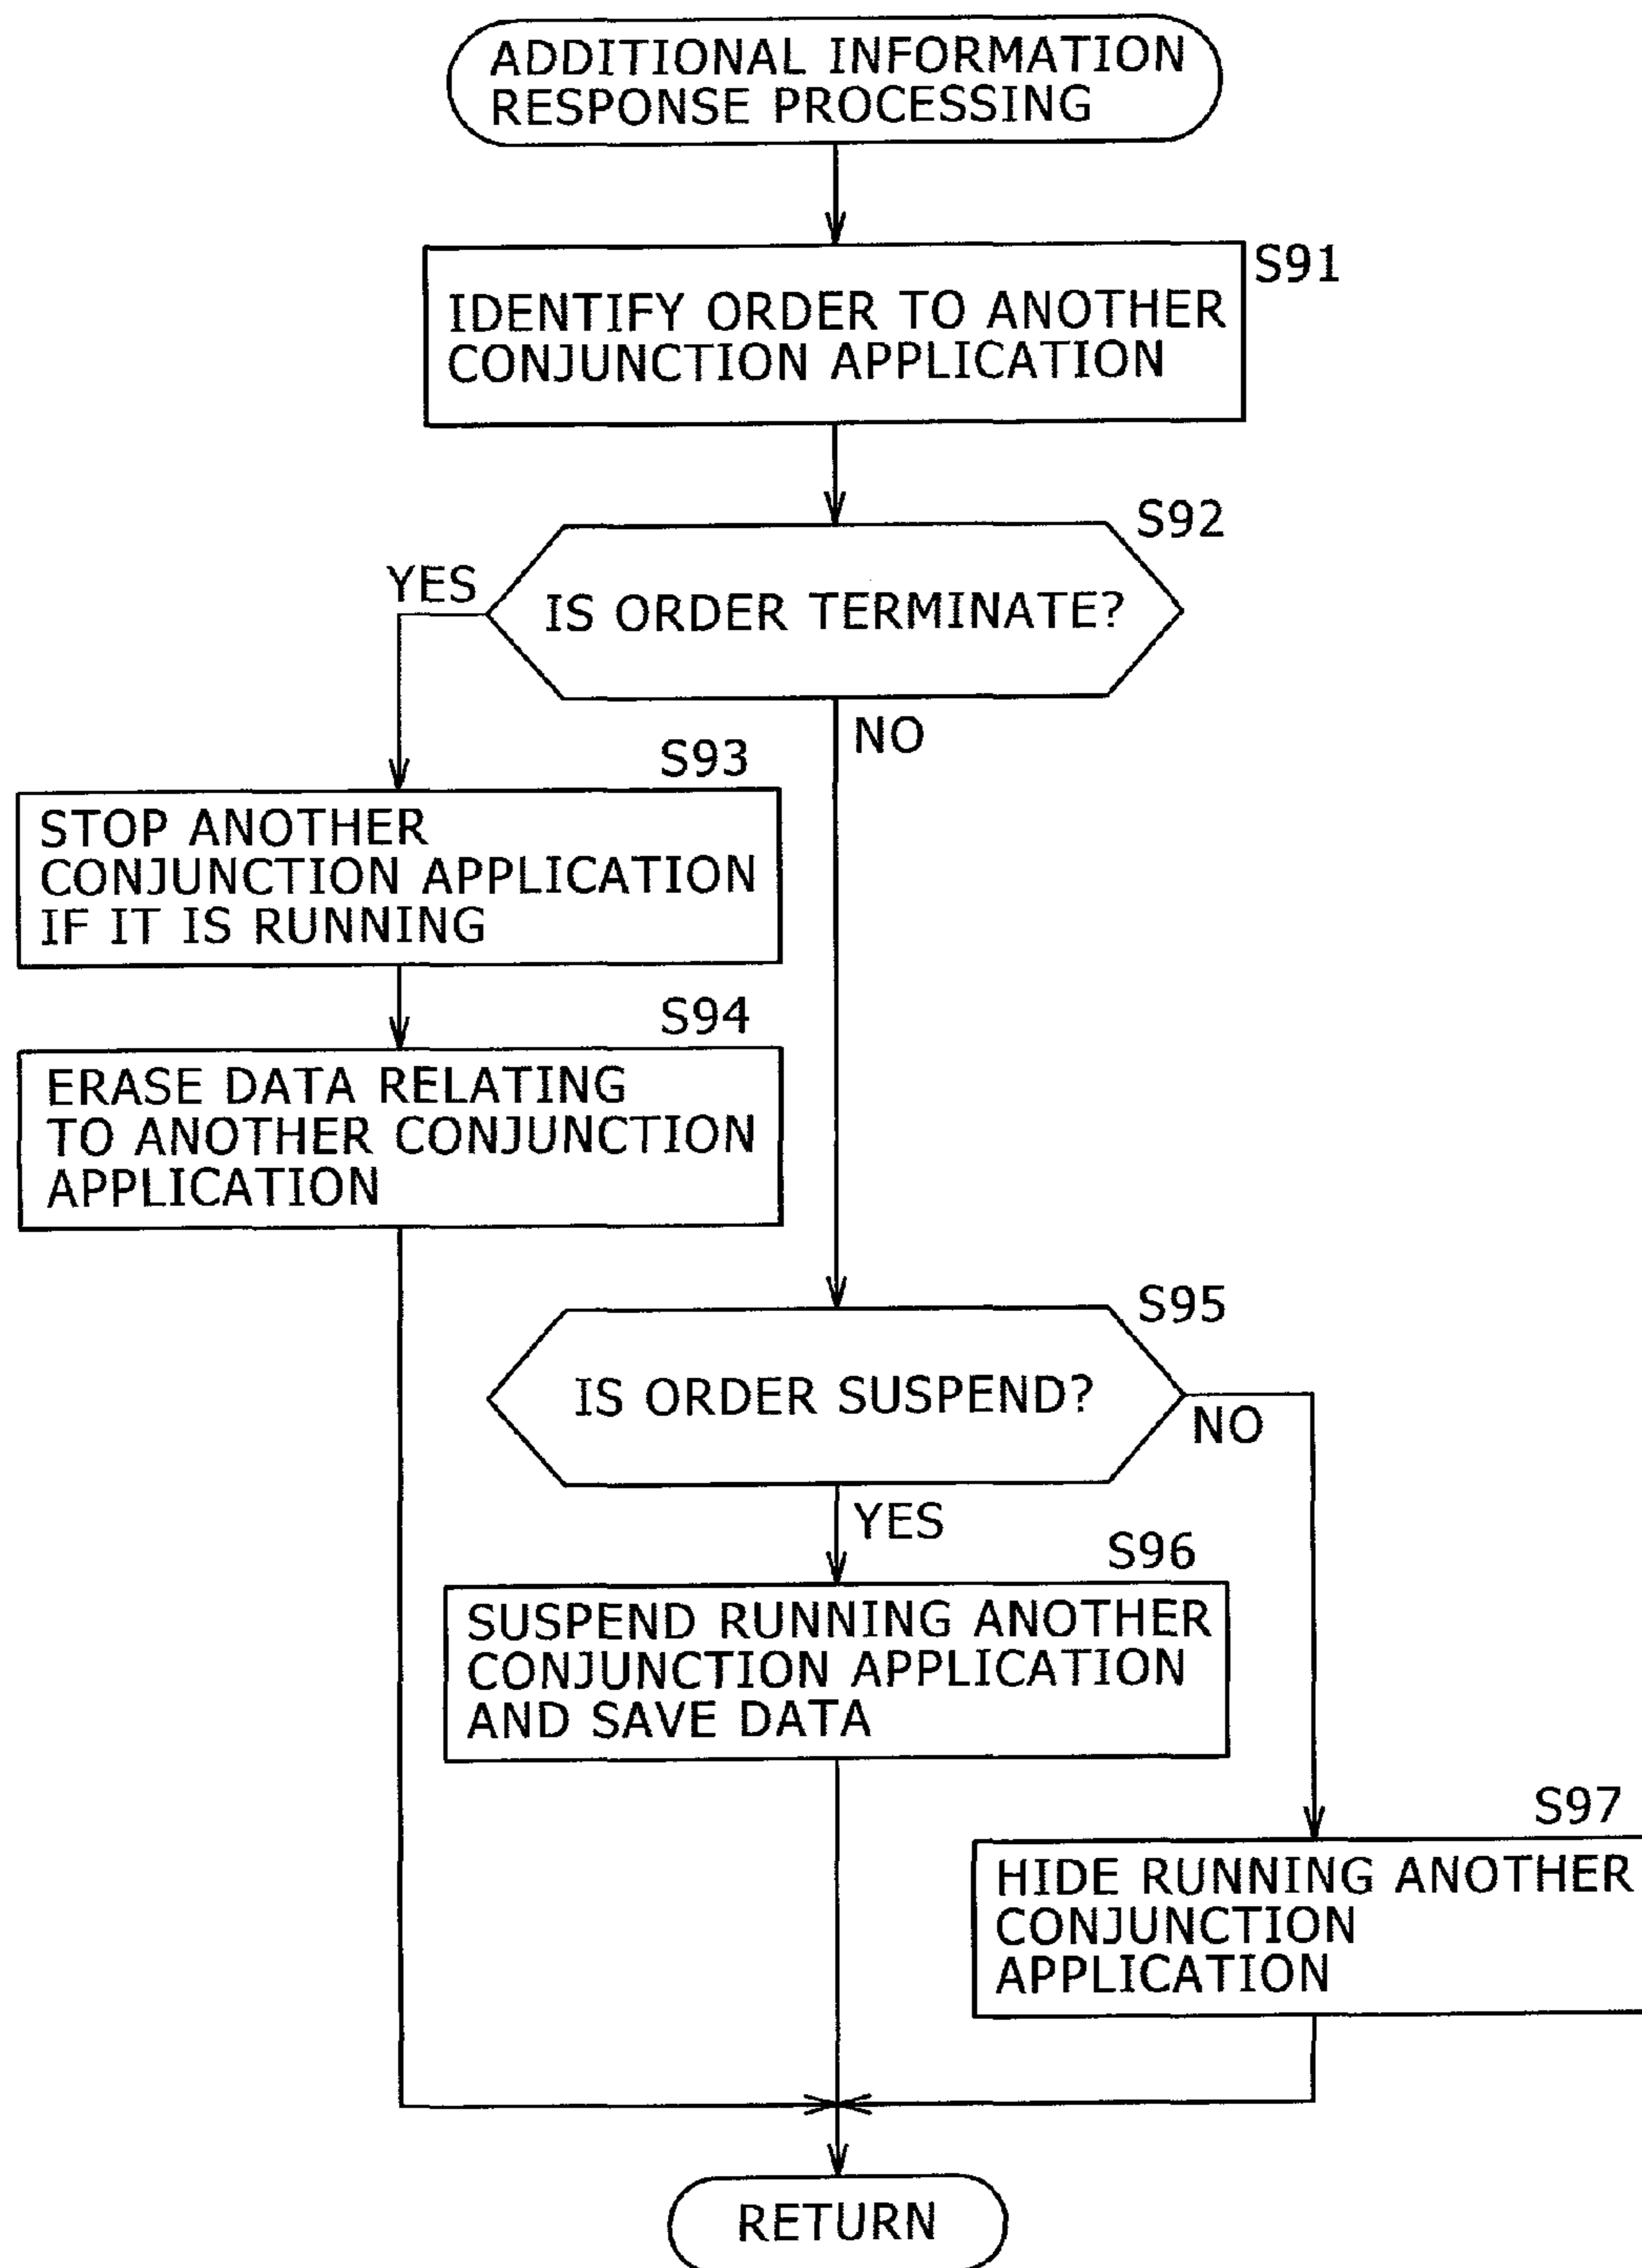 ADDITIONAL INFORMATION
RESPONSE PROCESSING
S91
IDENTIFY ORDER TO ANOTHER
CONJUNCTION APPLICATION
S92
YES
IS ORDER TERMINATE?
NO
S93
STOP ANOTHER
CONJUNCTION APPLICATION
IF IT IS RUNNING
S94
ERASE DATA RELATING
TO ANOTHER CONJUNCTION
APPLICATION
S95
IS ORDER SUSPEND?
NO
YES
S96
SUSPEND RUNNING ANOTHER
CONJUNCTION APPLICATION
AND SAVE DATA
S97
HIDE RUNNING ANOTHER
CONJUNCTION
APPLICATION
RETURN